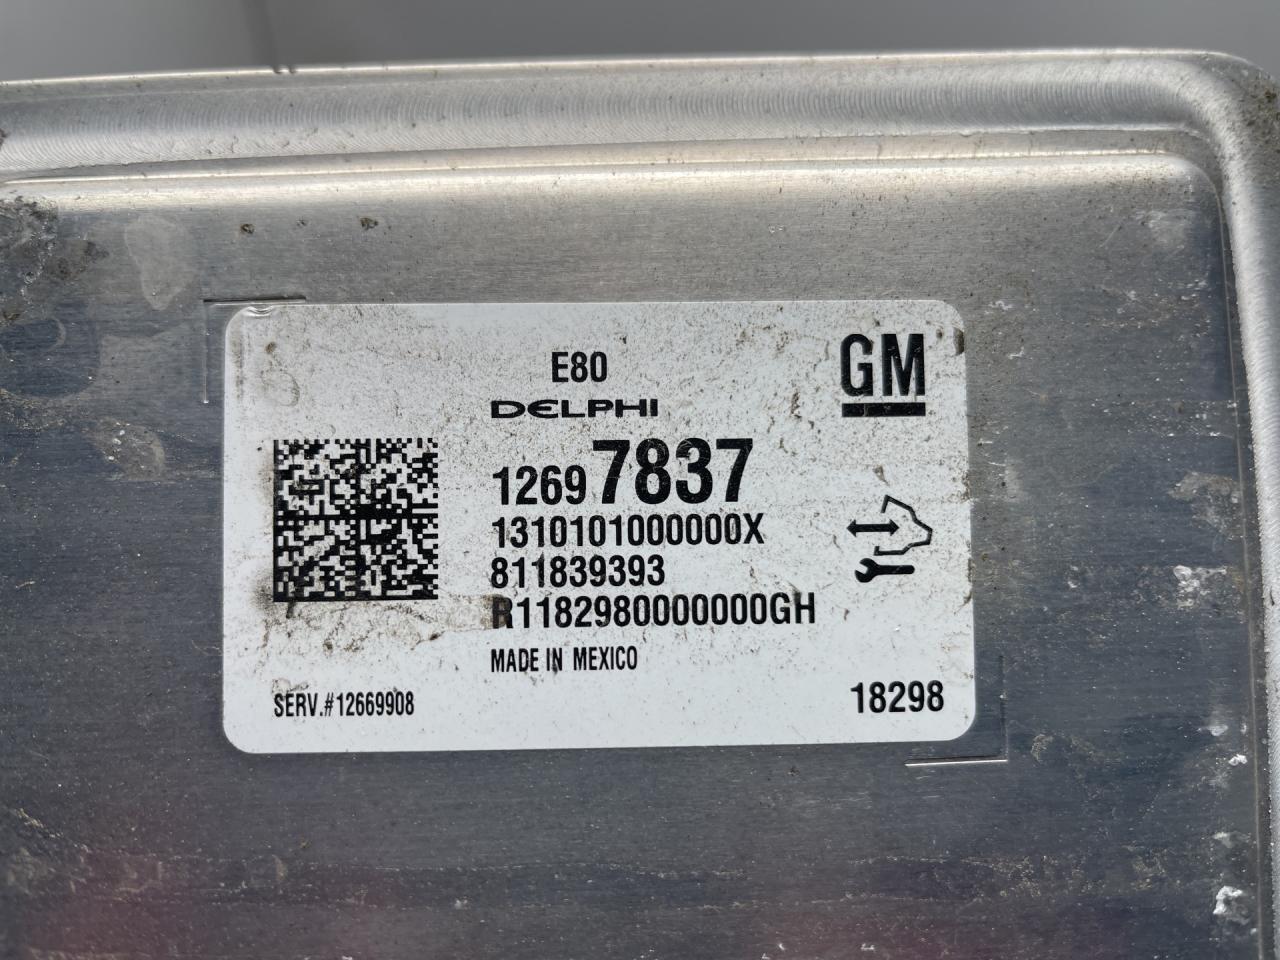 E80
DELPHI
GM
12697837
1310101000000X
811839393
R1182980000000GH
MADE IN MEXICO
SERV.#12669908
18298